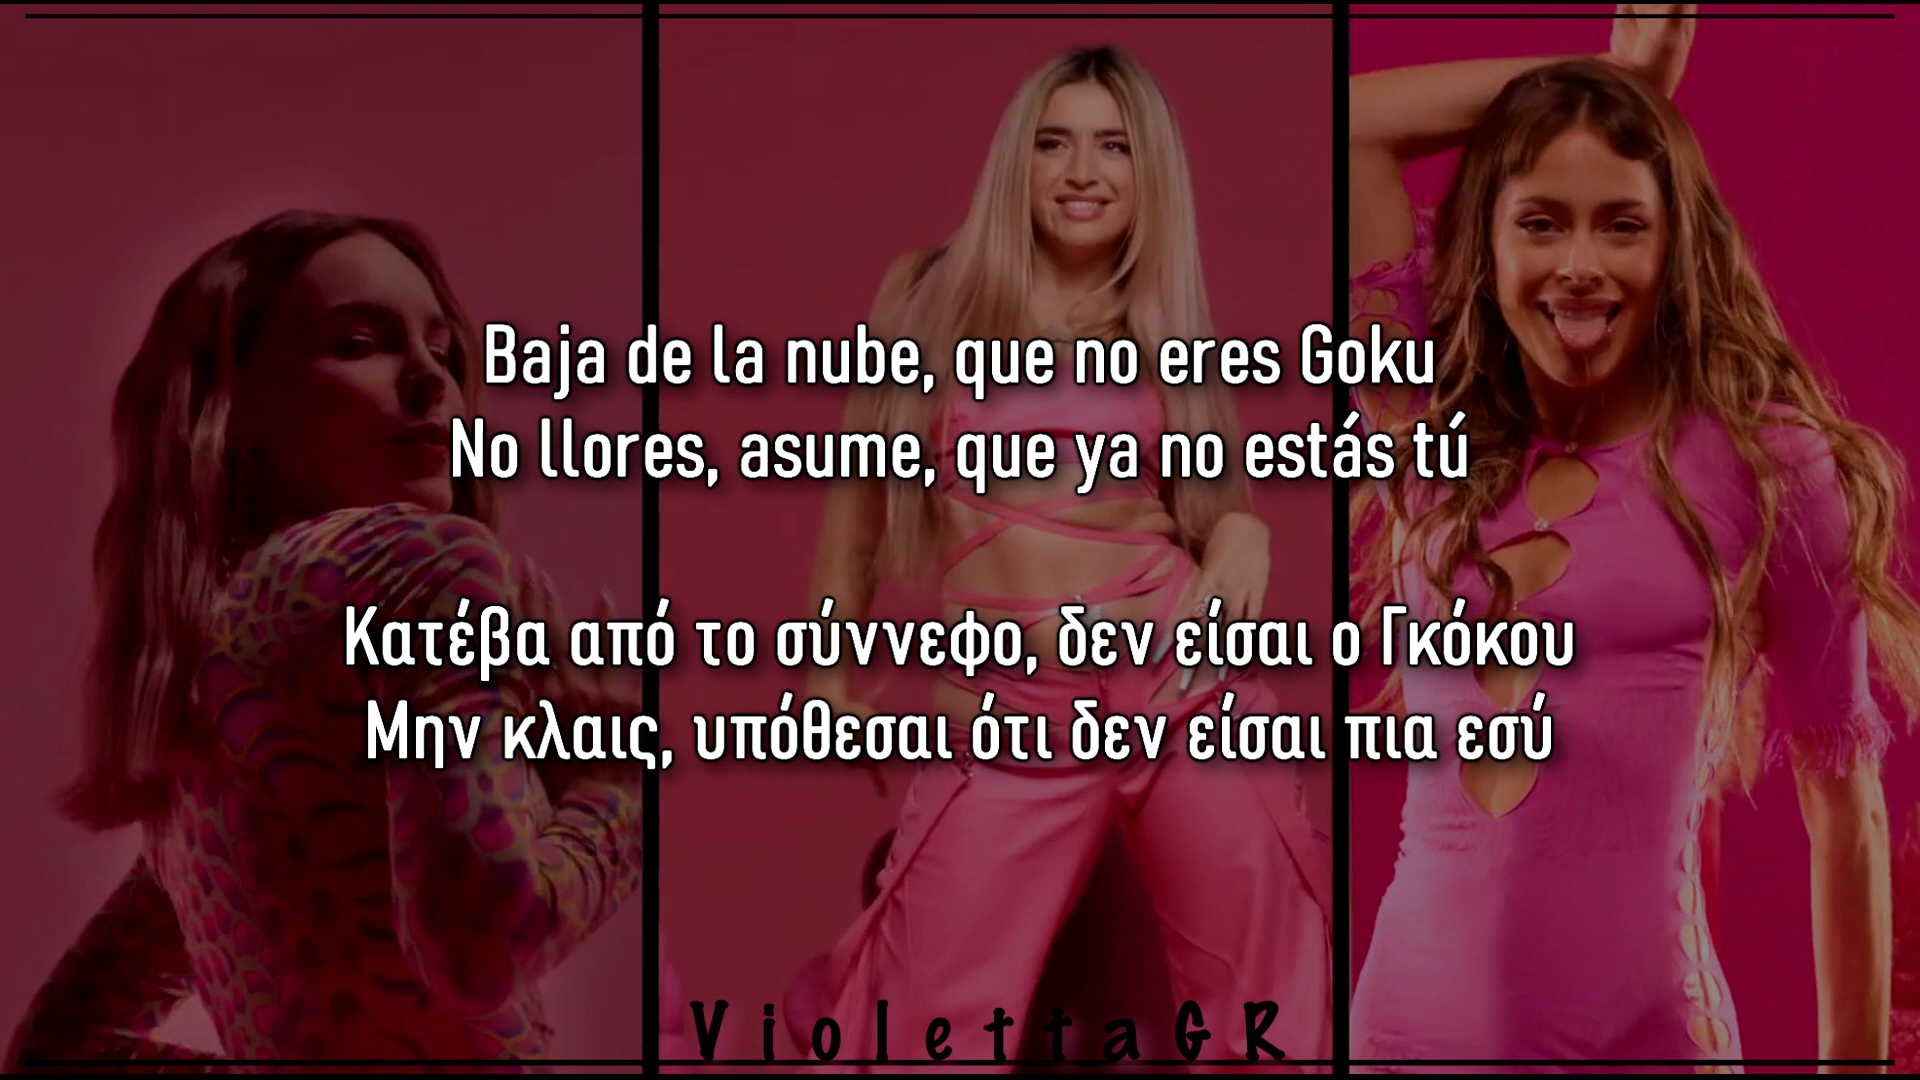 Baja de la nube, que no eres Goku
No llores, asume, que ya no estás tú
Κατέβα από το σύννεφο, δεν είσαι ο Γκόκου
Μην κλαις, υπόθεσαι ότι δεν είσαι πια εσύ
ViolettaGR